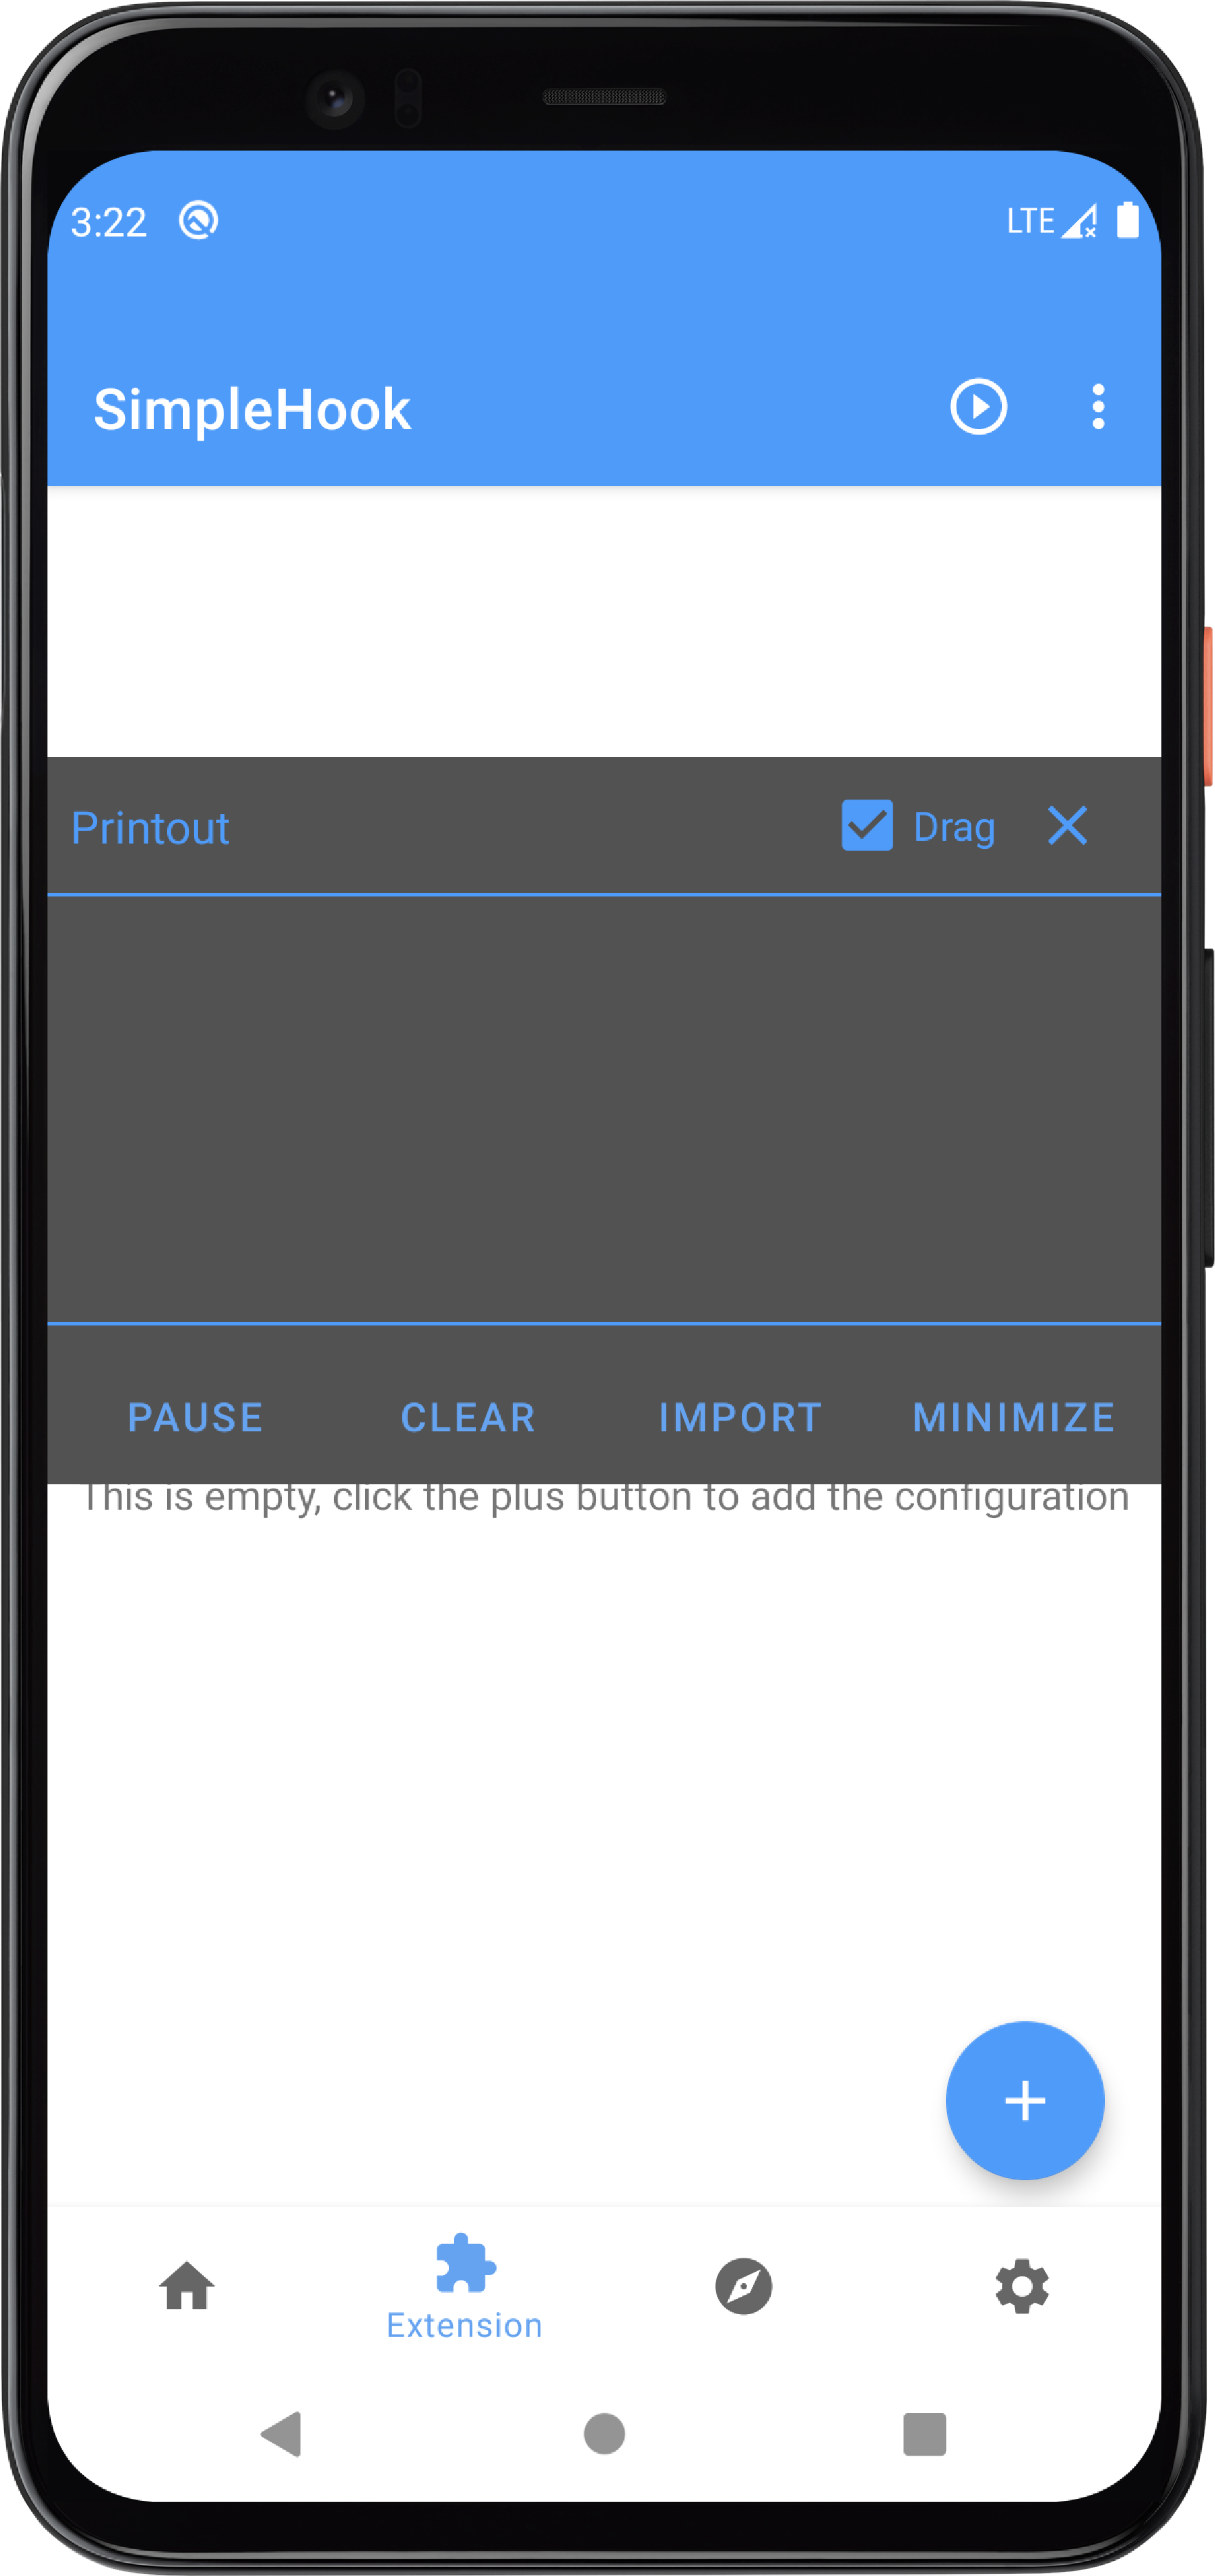 3:22 LTE
SimpleHook
Printout Drag
PAUSE CLEAR IMPORT MINIMIZE
This is empty, click the plus button to add the configuration
Extension